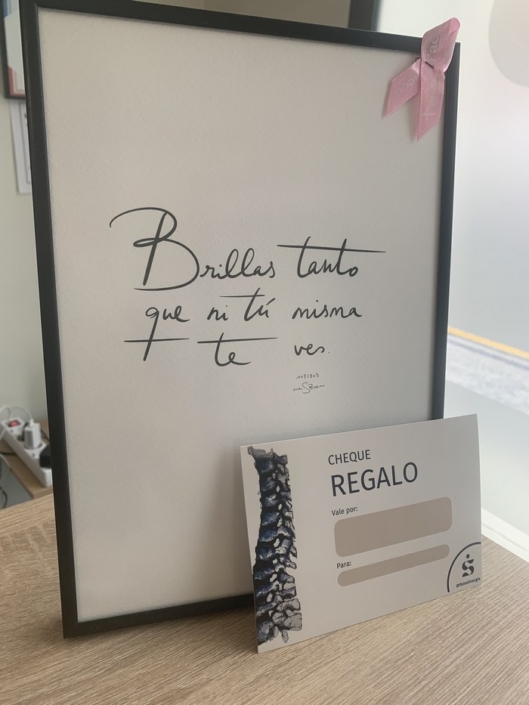 Brillas tanto
que ni tú misma
te ves.
CHEQUE
REGALO
Vale por:
Para: